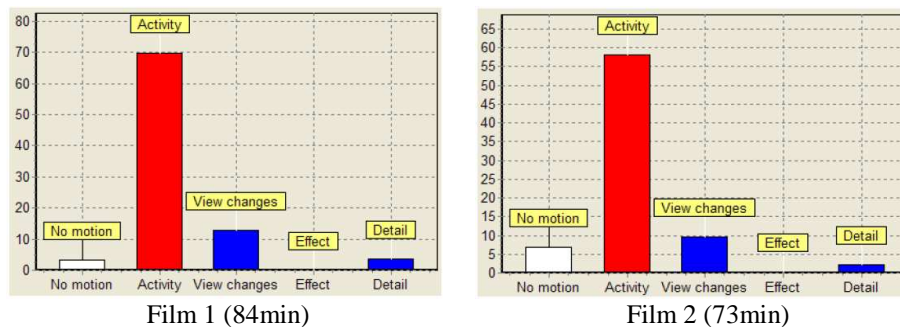 80
70
60
50
40
30
20
10
0
Activity
View changes
No motion
Effect
Detail
No motion Activity View changes Effect Detail
Film 1 (84min)
65
60
55
50
45
40
35
30
25
20
15
10
5
0
Activity
View changes
No motion
Effect
Detail
No motion Activity View changes Effect Detail
Film 2 (73min)